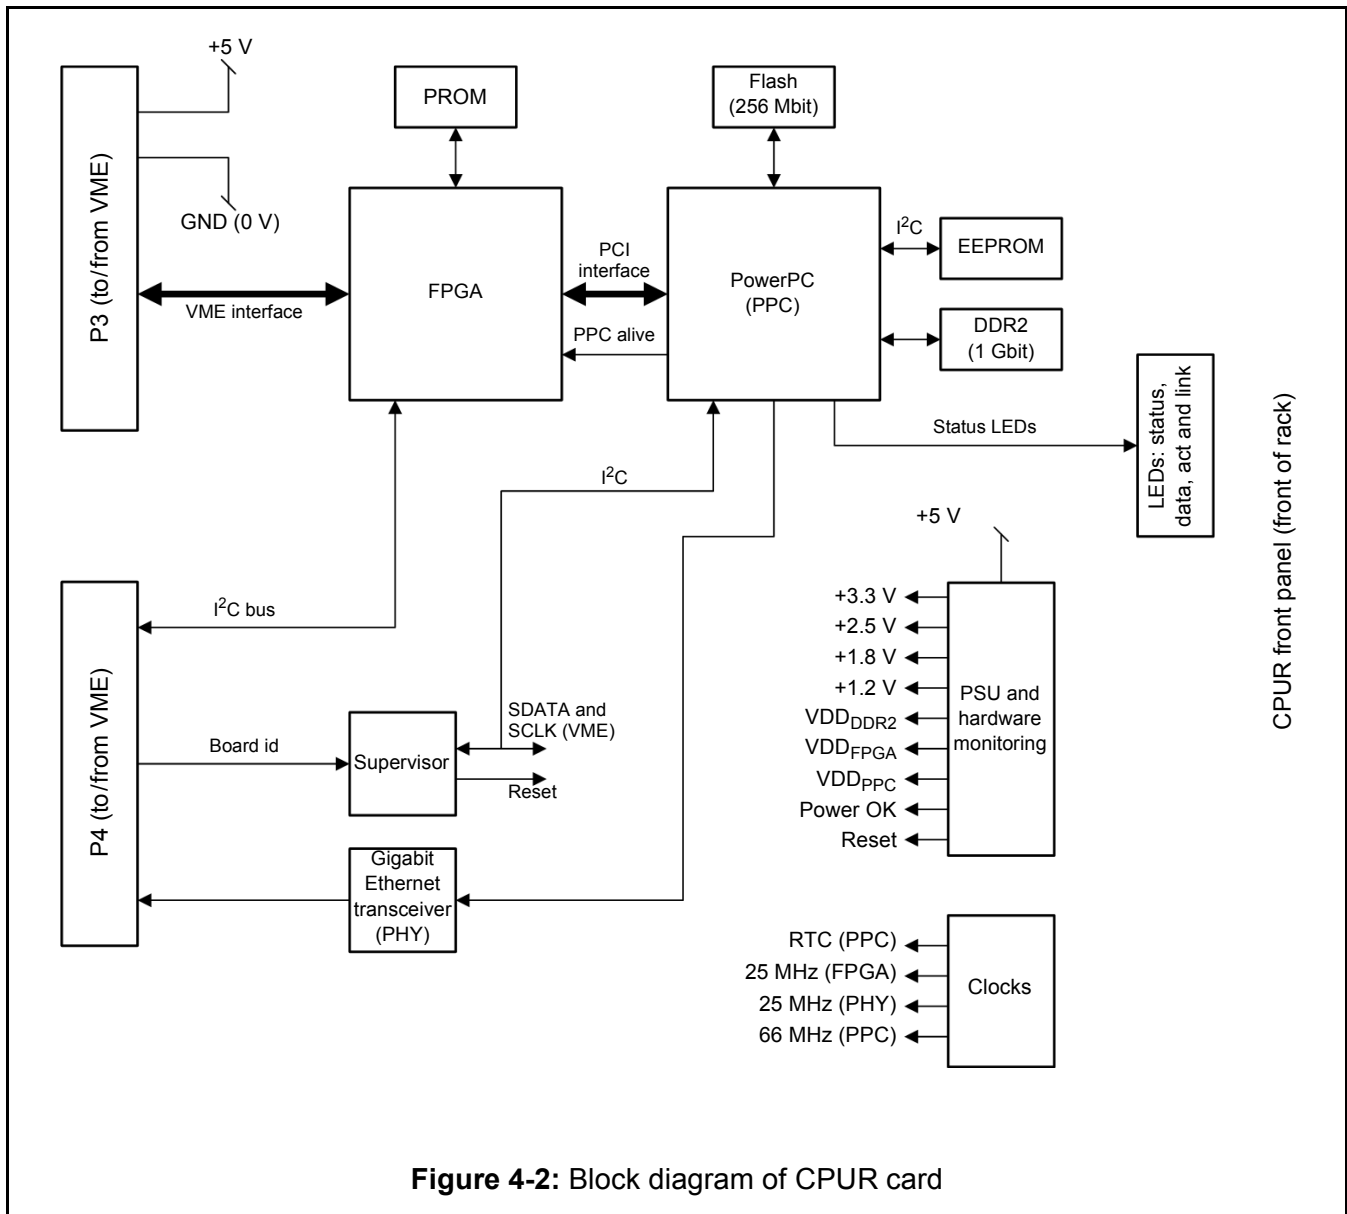 +5 V
P3 (to/from VME)
GND (0 V)
VME interface
PROM
FPGA
PCI
interface
PPC alive
Flash
(256 Mbit)
PowerPC
(PPC)
I²C
EEPROM
DDR2
(1 Gbit)
Status LEDs
LEDs: status,
data, act and link
CPUR front panel (front of rack)
I²C
P4 (to/from VME)
I²C bus
Board id
Supervisor
SDATA and
SCLK (VME)
Reset
Gigabit
Ethernet
transceiver
(PHY)
+5 V
+3.3 V
+2.5 V
+1.8 V
+1.2 V
VDD_DDR2
VDD_FPGA
VDD_PPC
Power OK
Reset
PSU and
hardware
monitoring
RTC (PPC)
25 MHz (FPGA)
25 MHz (PHY)
66 MHz (PPC)
Clocks
Figure 4-2: Block diagram of CPUR card